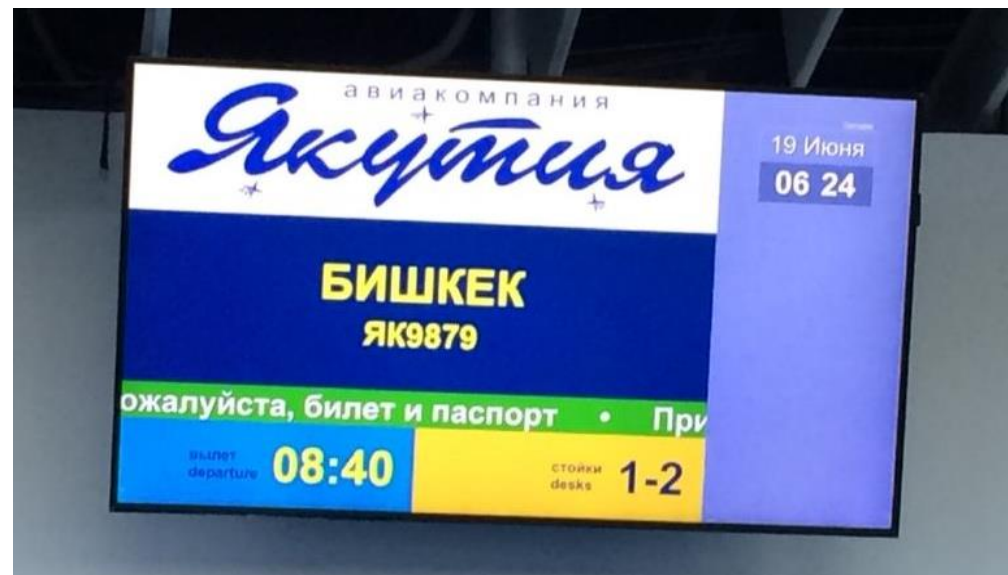 авиакомпания
Якутия
19 Июня
06 24
БИШКЕК
ЯК9879
ожалуйста, билет и паспорт • При
вылет
departure
08:40
стойки
desks
1-2